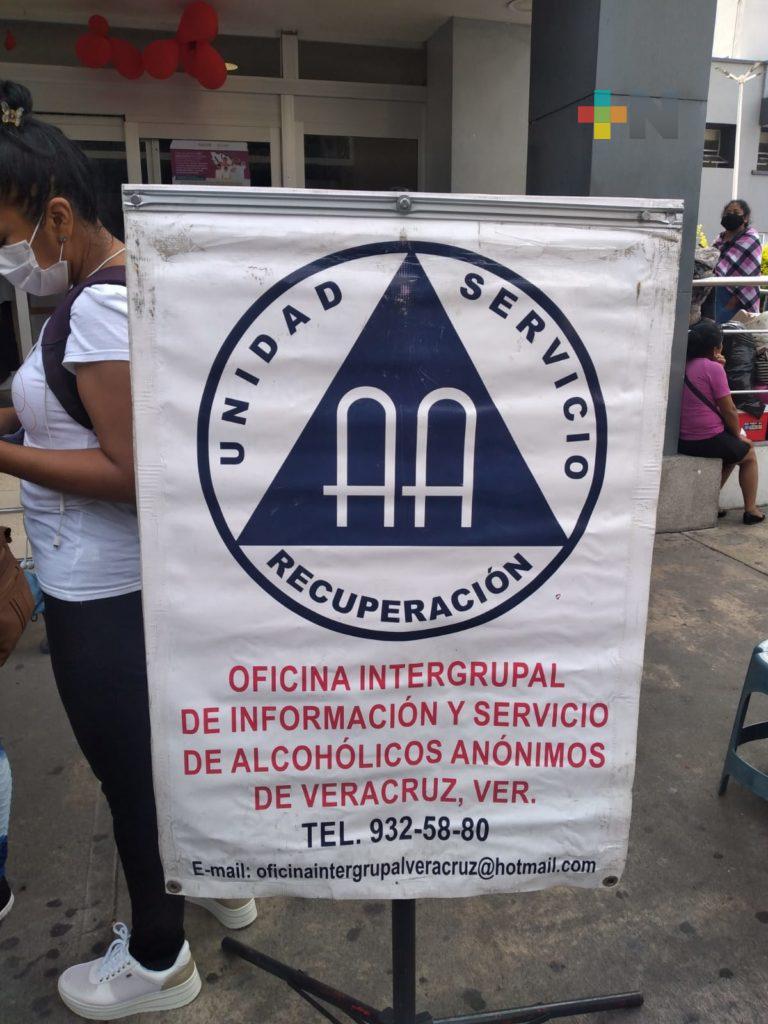 +N
UNIDAD
SERVICIO
AA
RECUPERACIÓN
OFICINA INTERGRUPAL
DE INFORMACIÓN Y SERVICIO
DE ALCOHÓLICOS ANÓNIMOS
DE VERACRUZ, VER.
TEL. 932-58-80
E-mail: oficinaintergrupalveracruz@hotmail.com